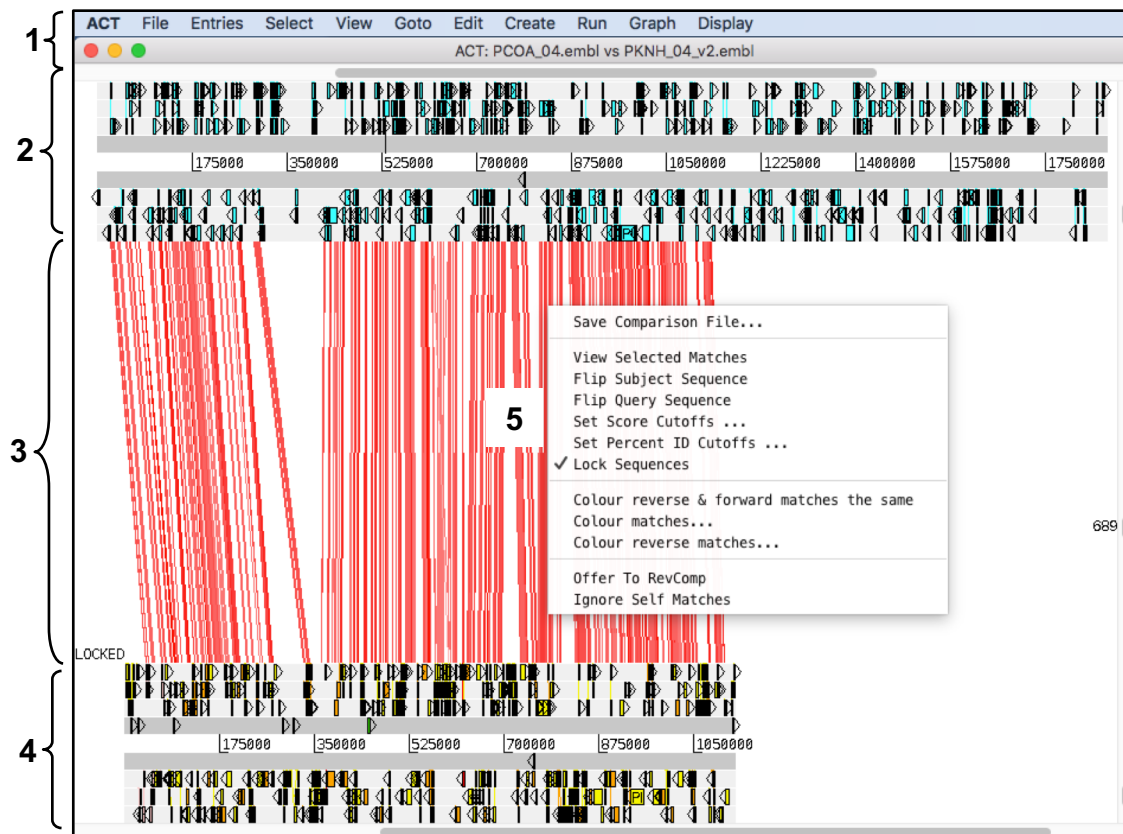 1
ACT File Entries Select View Goto Edit Create Run Graph Display
ACT: PCOA_04.embl vs PKNH_04_v2.embl
2
175000 350000 525000 700000 875000 1050000 1225000 1400000 1575000 1750000
3
5
Save Comparison File...
View Selected Matches
Flip Subject Sequence
Flip Query Sequence
Set Score Cutoffs ...
Set Percent ID Cutoffs ...
✓ Lock Sequences
Colour reverse & forward matches the same
Colour matches...
Colour reverse matches...
Offer To RevComp
Ignore Self Matches
689
LOCKED
4
175000 350000 525000 700000 875000 1050000